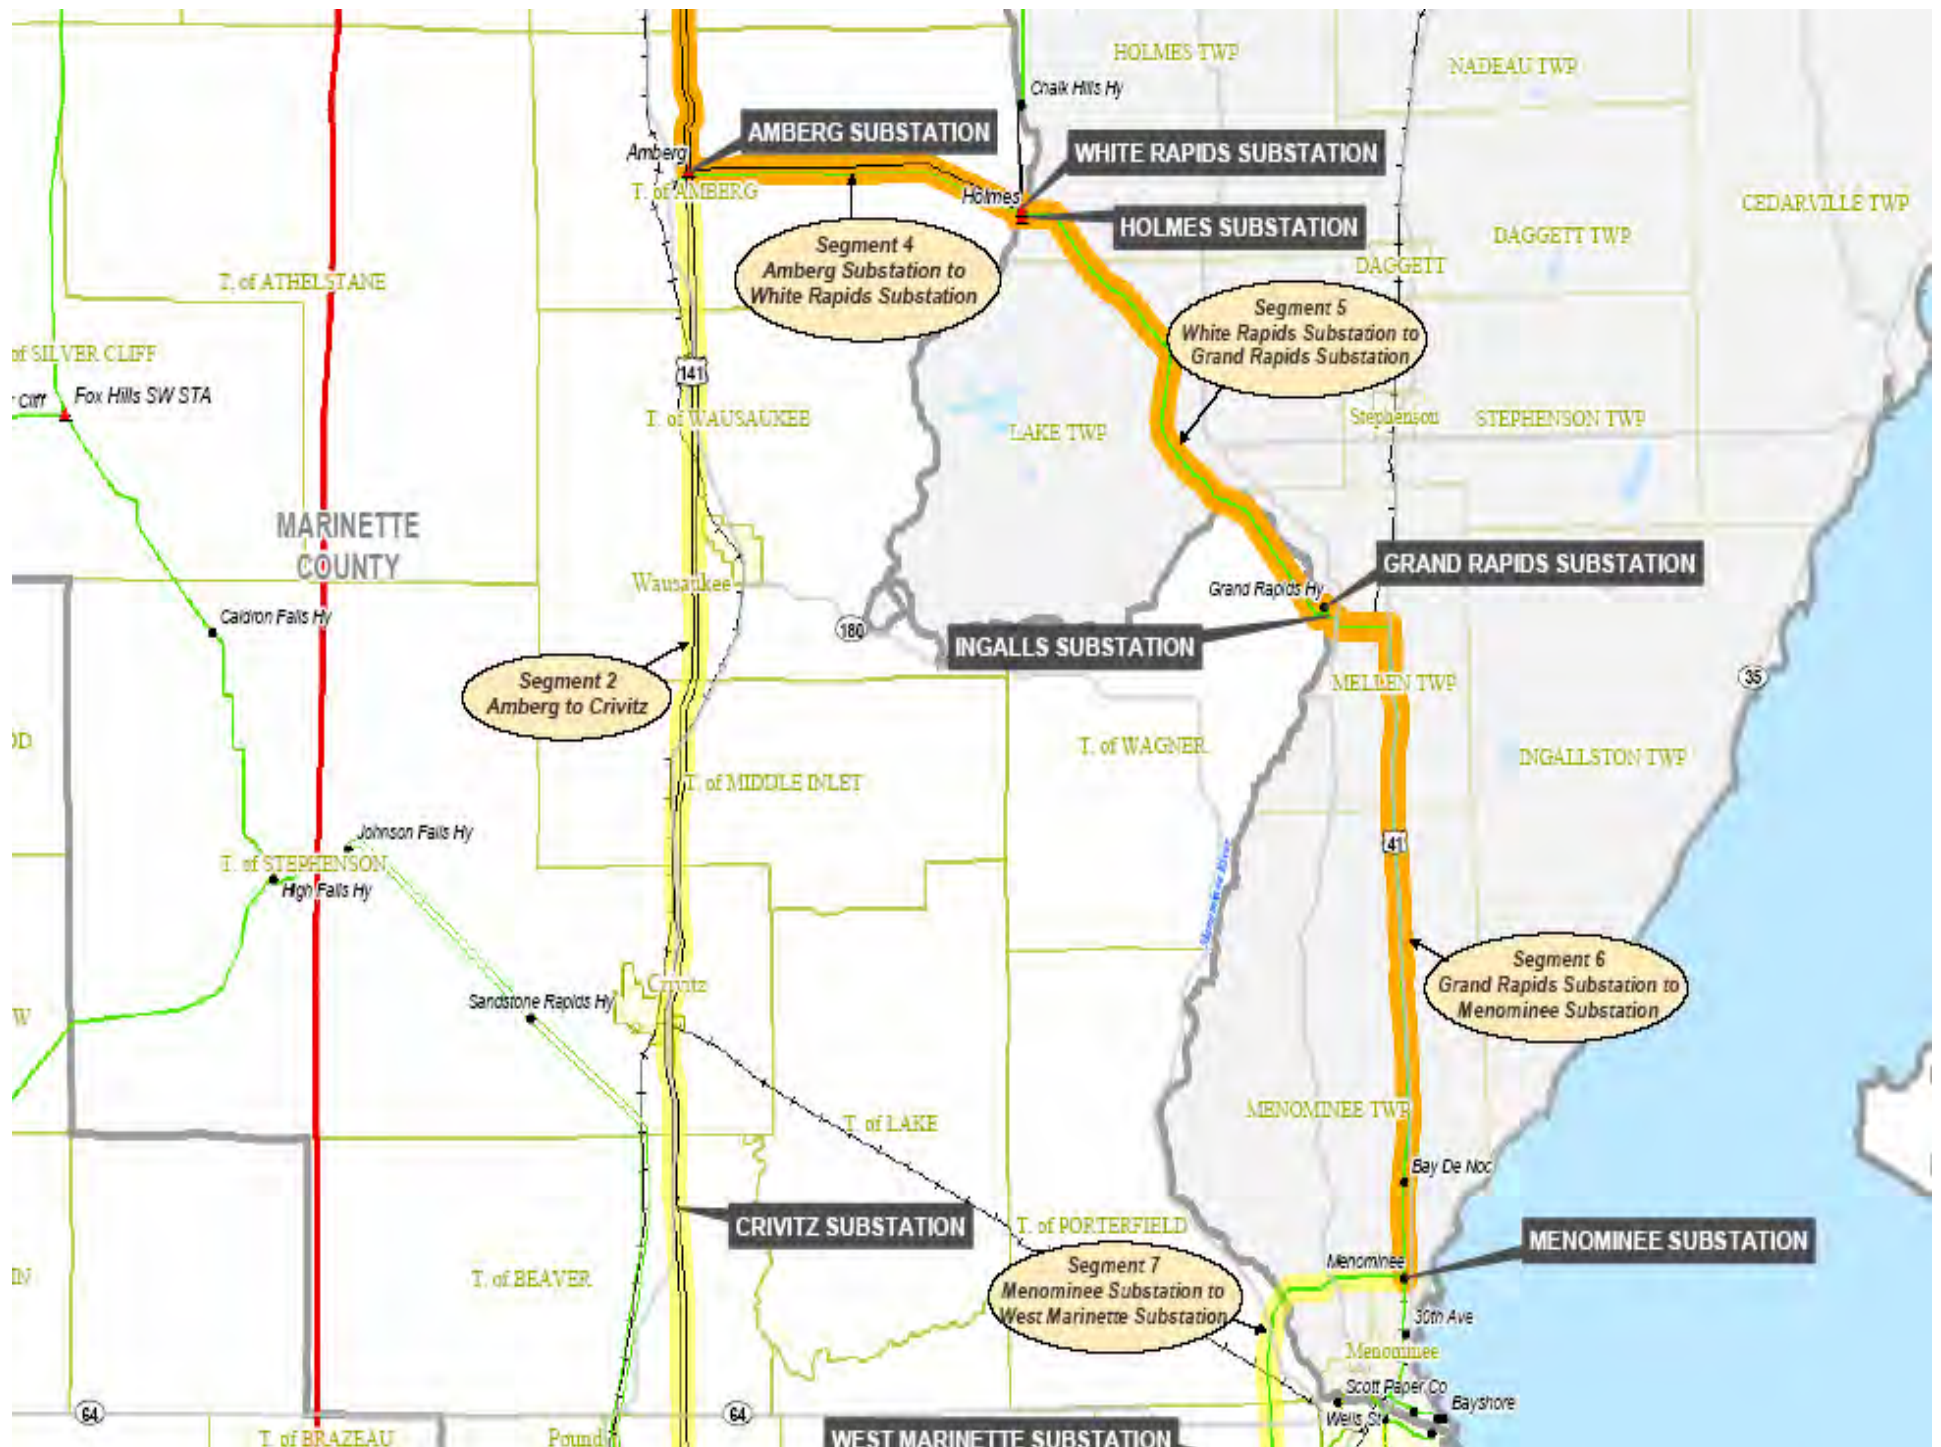 HOLMES TWP
NADEAU TWP
Chalk Hills Hy
AMBERG SUBSTATION
Amberg
WHITE RAPIDS SUBSTATION
T. of AMBERG
Holmes
CEDARVILLE TWP
HOLMES SUBSTATION
DAGGETT TWP
Segment 4
Amberg Substation to
White Rapids Substation
DAGGETT
T. of ATHELSTANE
Segment 5
White Rapids Substation to
Grand Rapids Substation
of SILVER CLIFF
141
Cliff
Fox Hills SW STA
T. of WAUSAUKEE
LAKE TWP
Stephenson
STEPHENSON TWP
MARINETTE
COUNTY
GRAND RAPIDS SUBSTATION
Wausaukee
Grand Rapids Hy
Caldron Falls Hy
180
INGALLS SUBSTATION
Segment 2
Amberg to Crivitz
MELLEN TWP
35
OD
T. of WAGNER
INGALLSTON TWP
T. of MIDDLE INLET
Johnson Falls Hy
41
T. of STEPHENSON
High Falls Hy
Menominee River
Segment 6
Grand Rapids Substation to
Menominee Substation
Crivitz
Sandstone Rapids Hy
W
MENOMINEE TWP
T. of LAKE
Bay De Noc
CRIVITZ SUBSTATION
T. of PORTERFIELD
MENOMINEE SUBSTATION
Menominee
IN
T. of BEAVER
Segment 7
Menominee Substation to
West Marinette Substation
30th Ave
Menominee
Scott Paper Co
Bayshore
64
64
Wells St
T. of BRAZEAU
Pound
WEST MARINETTE SUBSTATION